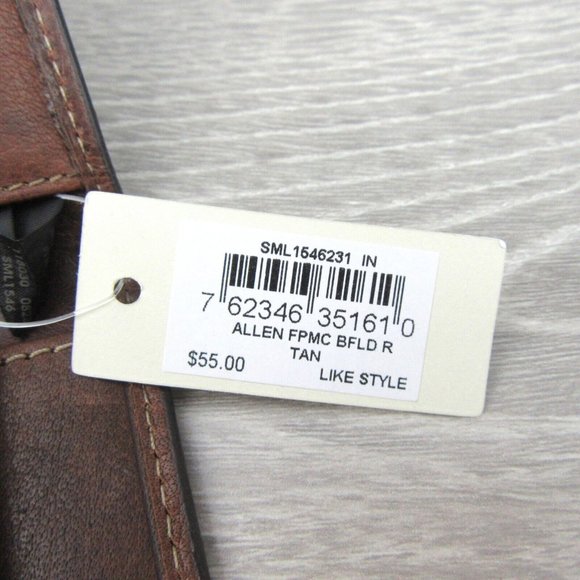 SML1546231 IN
7 62346 35161 0
ALLEN FPMC BFLD R
TAN
$55.00
LIKE STYLE